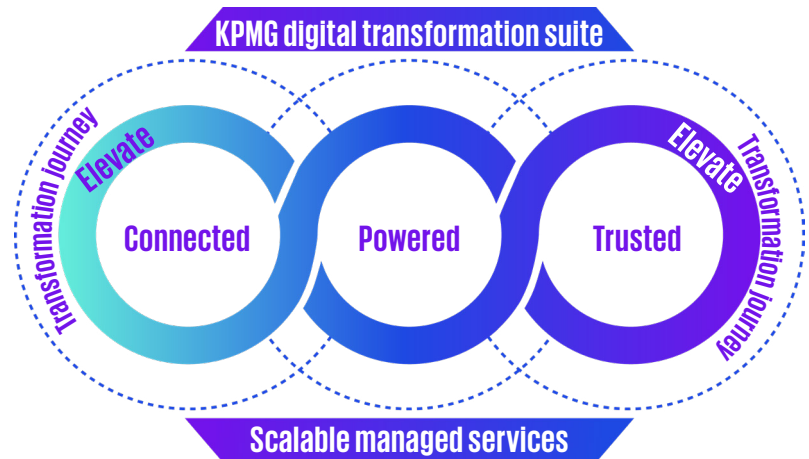 KPMG digital transformation suite
Transformation journey
Elevate
Elevate
Transformation journey
Connected
Powered
Trusted
Scalable managed services